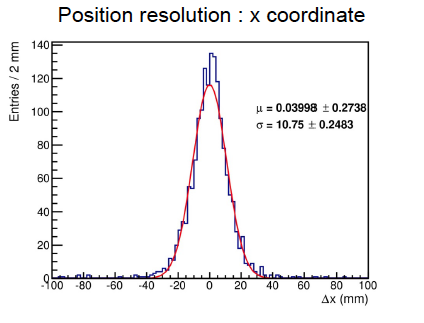 Position resolution : x coordinate
Entries / 2 mm
140
120
100
80
60
40
20
0
μ = 0.03998 ± 0.2738
σ = 10.75 ± 0.2483
-100 -80 -60 -40 -20 0 20 40 60 80 100
Δx (mm)